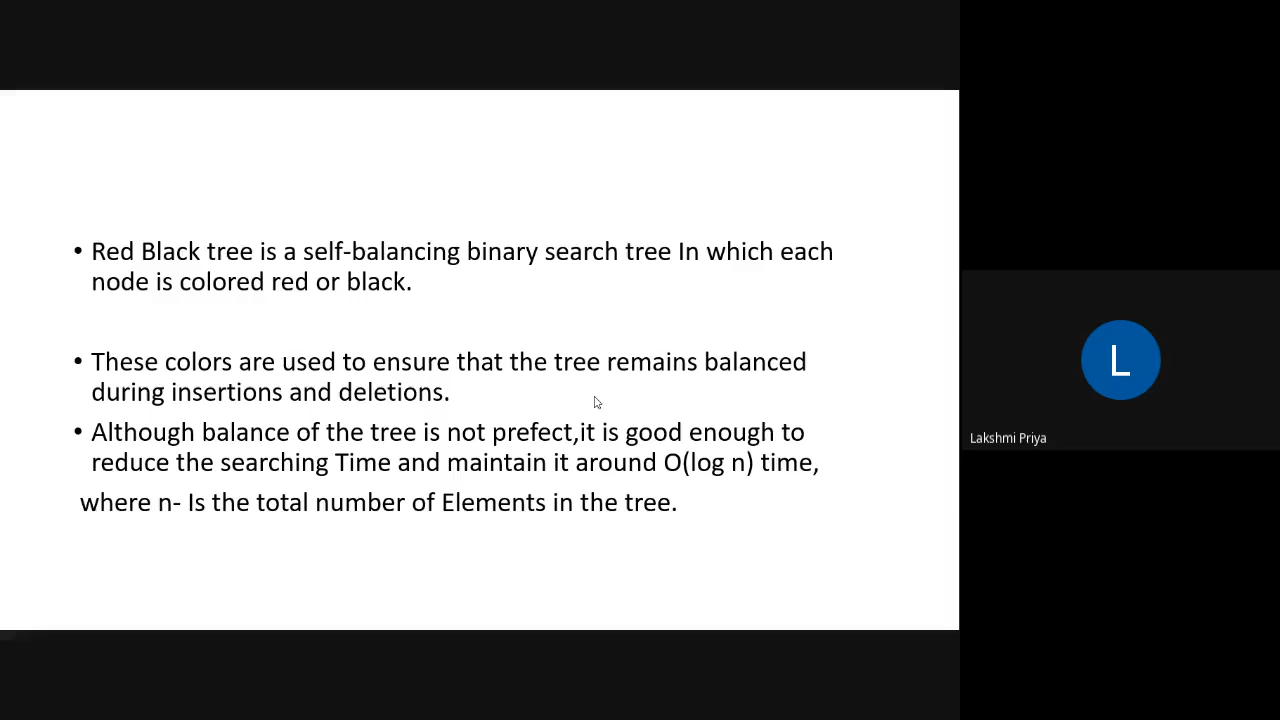 • Red Black tree is a self-balancing binary search tree In which each
node is colored red or black.
• These colors are used to ensure that the tree remains balanced
during insertions and deletions.
• Although balance of the tree is not prefect,it is good enough to
reduce the searching Time and maintain it around O(log n) time,
where n- Is the total number of Elements in the tree.
L
Lakshmi Priya